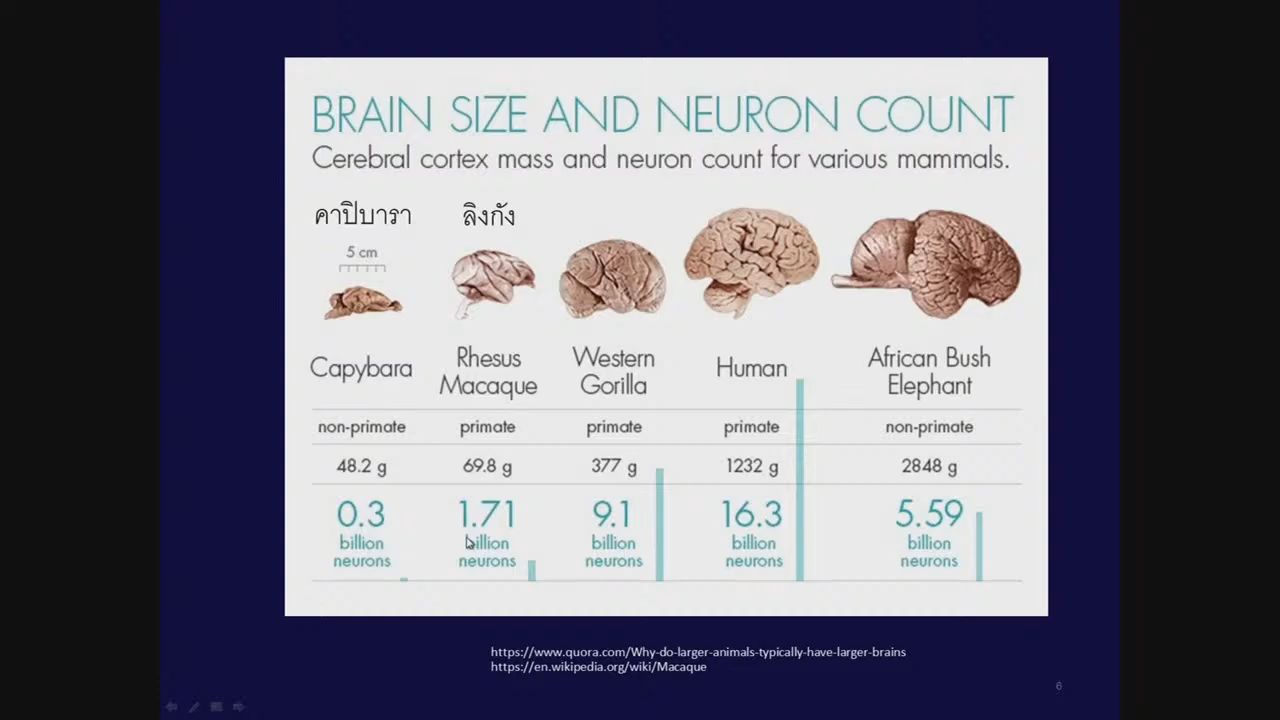 BRAIN SIZE AND NEURON COUNT
Cerebral cortex mass and neuron count for various mammals.
คาปิบารา ลิงกัง
5 cm
Capybara Rhesus Macaque Western Gorilla Human African Bush Elephant
non-primate primate primate primate non-primate
48.2 g 69.8 g 377 g 1232 g 2848 g
0.3 1.71 9.1 16.3 5.59
billion billion billion billion billion
neurons neurons neurons neurons neurons
https://www.quora.com/Why-do-larger-animals-typically-have-larger-brains
https://en.wikipedia.org/wiki/Macaque
6